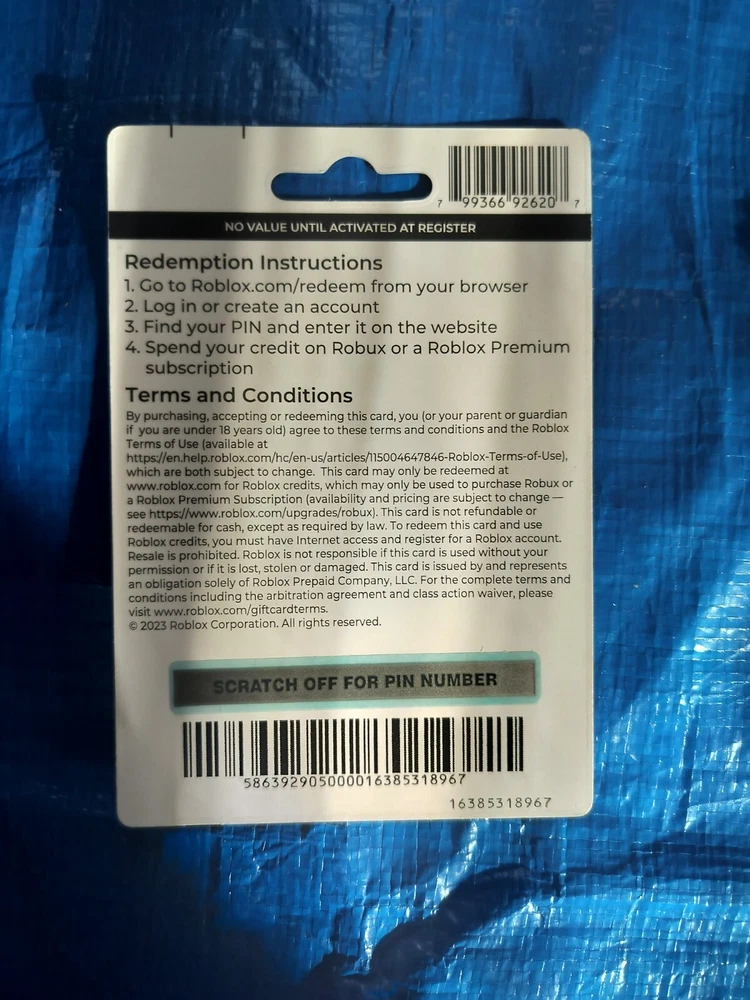 7 99366 92620 7
NO VALUE UNTIL ACTIVATED AT REGISTER
Redemption Instructions
1. Go to Roblox.com/redeem from your browser
2. Log in or create an account
3. Find your PIN and enter it on the website
4. Spend your credit on Robux or a Roblox Premium
subscription
Terms and Conditions
By purchasing, accepting or redeeming this card, you (or your parent or guardian
if you are under 18 years old) agree to these terms and conditions and the Roblox
Terms of Use (available at
https://en.help.roblox.com/hc/en-us/articles/115004647846-Roblox-Terms-of-Use),
which are both subject to change. This card may only be redeemed at
www.roblox.com for Roblox credits, which may only be used to purchase Robux or
a Roblox Premium Subscription (availability and pricing are subject to change —
see https://www.roblox.com/upgrades/robux). This card is not refundable or
redeemable for cash, except as required by law. To redeem this card and use
Roblox credits, you must have Internet access and register for a Roblox account.
Resale is prohibited. Roblox is not responsible if this card is used without your
permission or if it is lost, stolen or damaged. This card is issued by and represents
an obligation solely of Roblox Prepaid Company, LLC. For the complete terms and
conditions including the arbitration agreement and class action waiver, please
visit www.roblox.com/giftcardterms.
© 2023 Roblox Corporation. All rights reserved.
SCRATCH OFF FOR PIN NUMBER
58639290500001​6385318967
16385318967